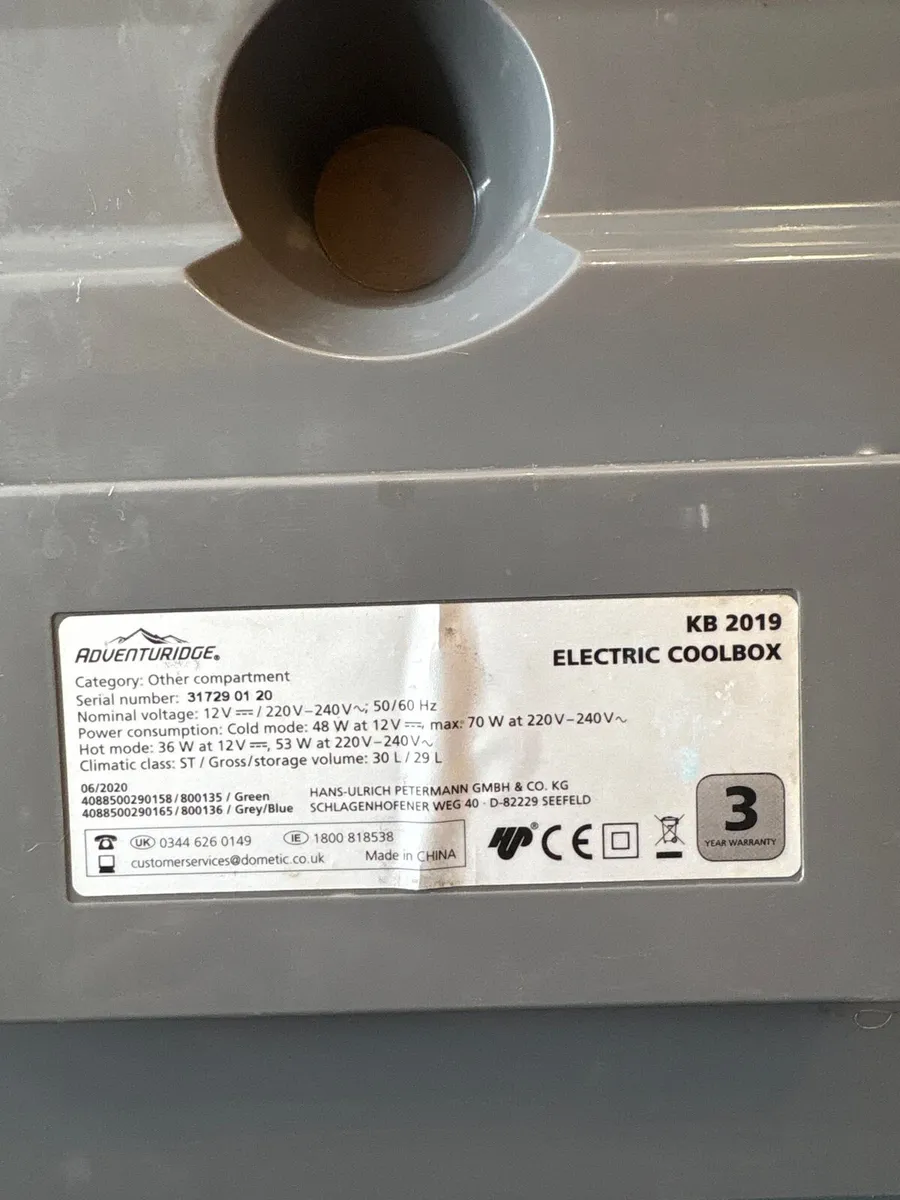 ADVENTURIDGE®
KB 2019
ELECTRIC COOLBOX
Category: Other compartment
Serial number: 31729 01 20
Nominal voltage: 12V ⎓ / 220V–240V~; 50/60 Hz
Power consumption: Cold mode: 48 W at 12V ⎓, max: 70 W at 220V–240V~
Hot mode: 36 W at 12V ⎓, 53 W at 220V–240V~
Climatic class: ST / Gross/storage volume: 30 L / 29 L
06/2020
4088500290158/800135 / Green
4088500290165/800136 / Grey/Blue
HANS-ULRICH PETERMANN GMBH & CO. KG
SCHLAGENHOFENER WEG 40 · D-82229 SEEFELD
UK 0344 626 0149 IE 1800 818538
customerservices@dometic.co.uk Made in CHINA
HP® CE
3
YEAR WARRANTY